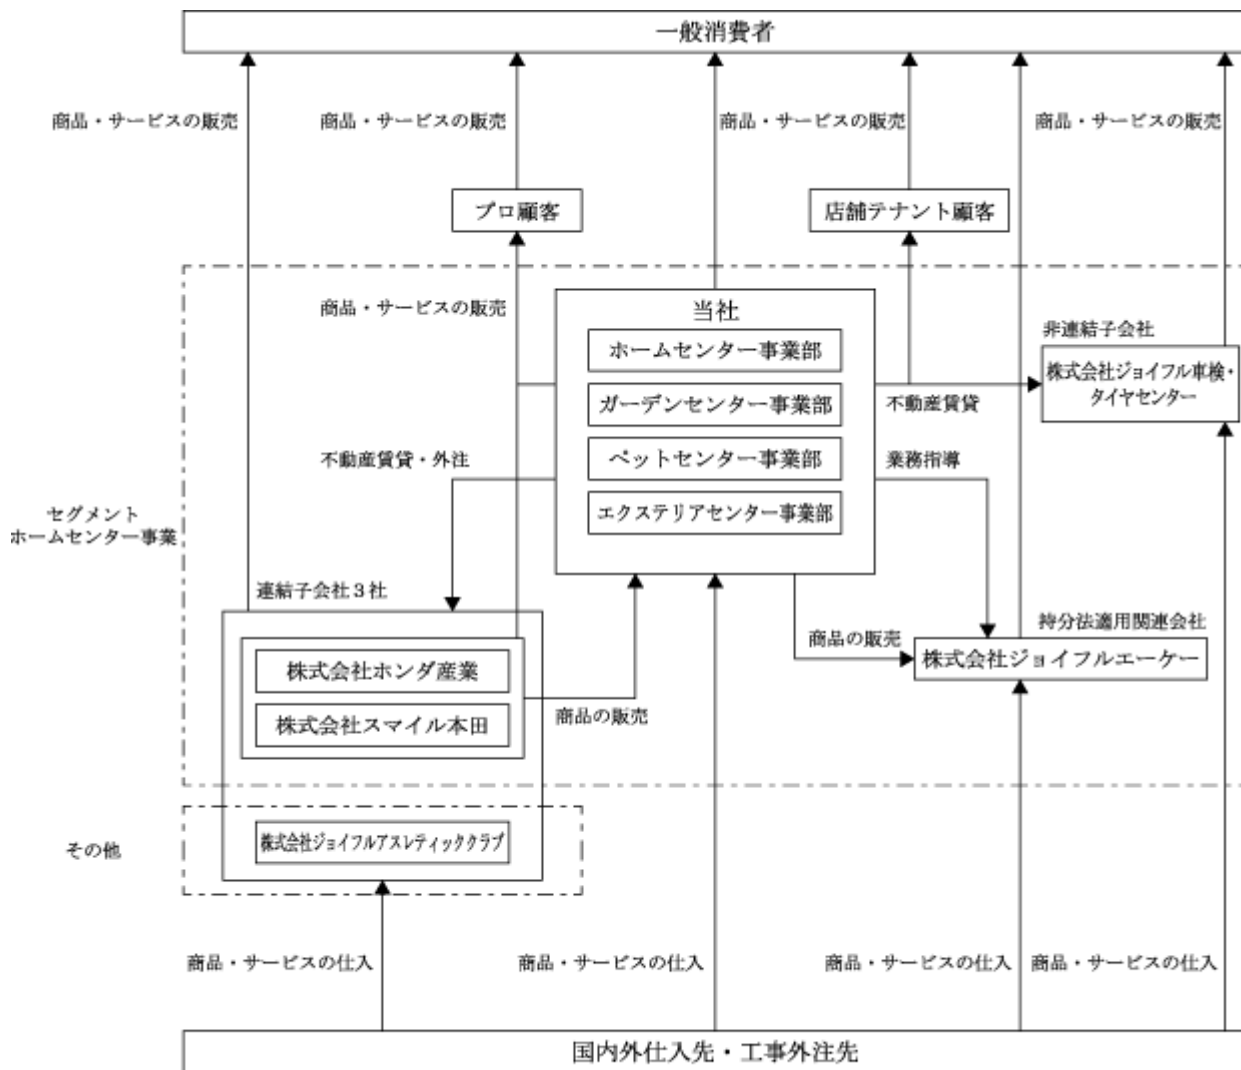 一般消費者
商品・サービスの販売
商品・サービスの販売
商品・サービスの販売
商品・サービスの販売
プロ顧客
店舗テナント顧客
商品・サービスの販売
当社
ホームセンター事業部
ガーデンセンター事業部
ペットセンター事業部
エクステリアセンター事業部
非連結子会社
株式会社ジョイフル車検・
タイヤセンター
不動産賃貸
不動産賃貸・外注
業務指導
セグメント
ホームセンター事業
連結子会社3社
株式会社ホンダ産業
株式会社スマイル本田
商品の販売
商品の販売
持分法適用関連会社
株式会社ジョイフルエーケー
その他
株式会社ジョイフルアスレティッククラブ
商品・サービスの仕入
商品・サービスの仕入
商品・サービスの仕入
商品・サービスの仕入
国内外仕入先・工事外注先